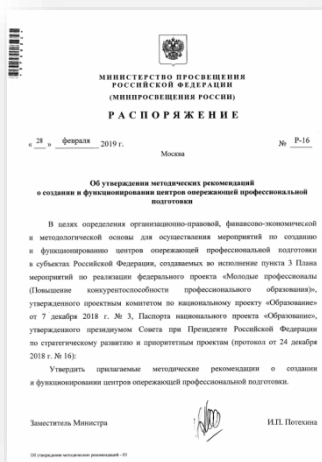 МИНИСТЕРСТВО ПРОСВЕЩЕНИЯ
РОССИЙСКОЙ ФЕДЕРАЦИИ
(МИНПРОСВЕЩЕНИЯ РОССИИ)
РАСПОРЯЖЕНИЕ
« 28 » февраля 2019 г. № Р-16
Москва
Об утверждении методических рекомендаций
о создании и функционировании центров опережающей профессиональной
подготовки
В целях определения организационно-правовой, финансово-экономической
и методологической основы для осуществления мероприятий по созданию
и функционированию центров опережающей профессиональной подготовки
в субъектах Российской Федерации, создаваемых во исполнение пункта 3 Плана
мероприятий по реализации федерального проекта «Молодые профессионалы
(Повышение конкурентоспособности профессионального образования)»,
утвержденного проектным комитетом по национальному проекту «Образование»
от 7 декабря 2018 г. № 3, Паспорта национального проекта «Образование»,
утвержденного президиумом Совета при Президенте Российской Федерации
по стратегическому развитию и приоритетным проектам (протокол от 24 декабря
2018 г. № 16):
Утвердить прилагаемые методические рекомендации о создании
и функционировании центров опережающей профессиональной подготовки.
Заместитель Министра И.П. Потехина
Об утверждении методических рекомендаций - 03